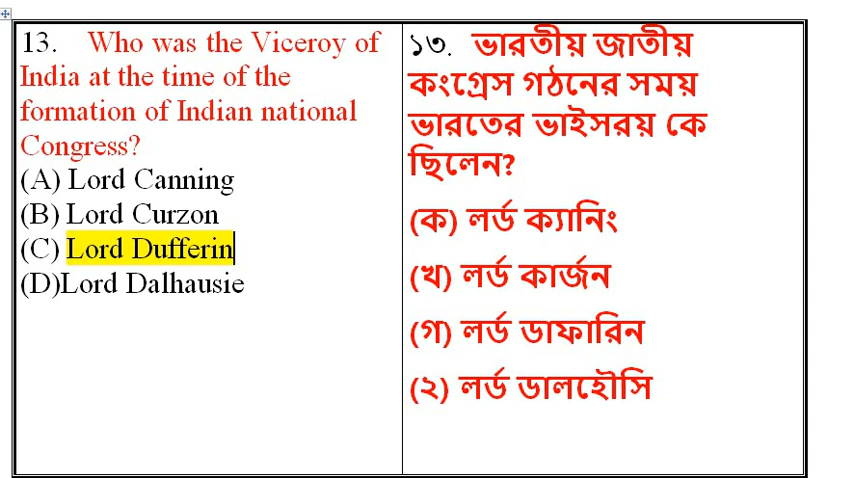 13. Who was the Viceroy of
India at the time of the
formation of Indian national
Congress?
(A) Lord Canning
(B) Lord Curzon
(C) Lord Dufferin
(D)Lord Dalhausie
১৩. ভারতীয় জাতীয়
কংগ্রেস গঠনের সময়
ভারতের ভাইসরয় কে
ছিলেন?
(ক) লর্ড ক্যানিং
(খ) লর্ড কার্জন
(গ) লর্ড ডাফারিন
(২) লর্ড ডালহৌসি